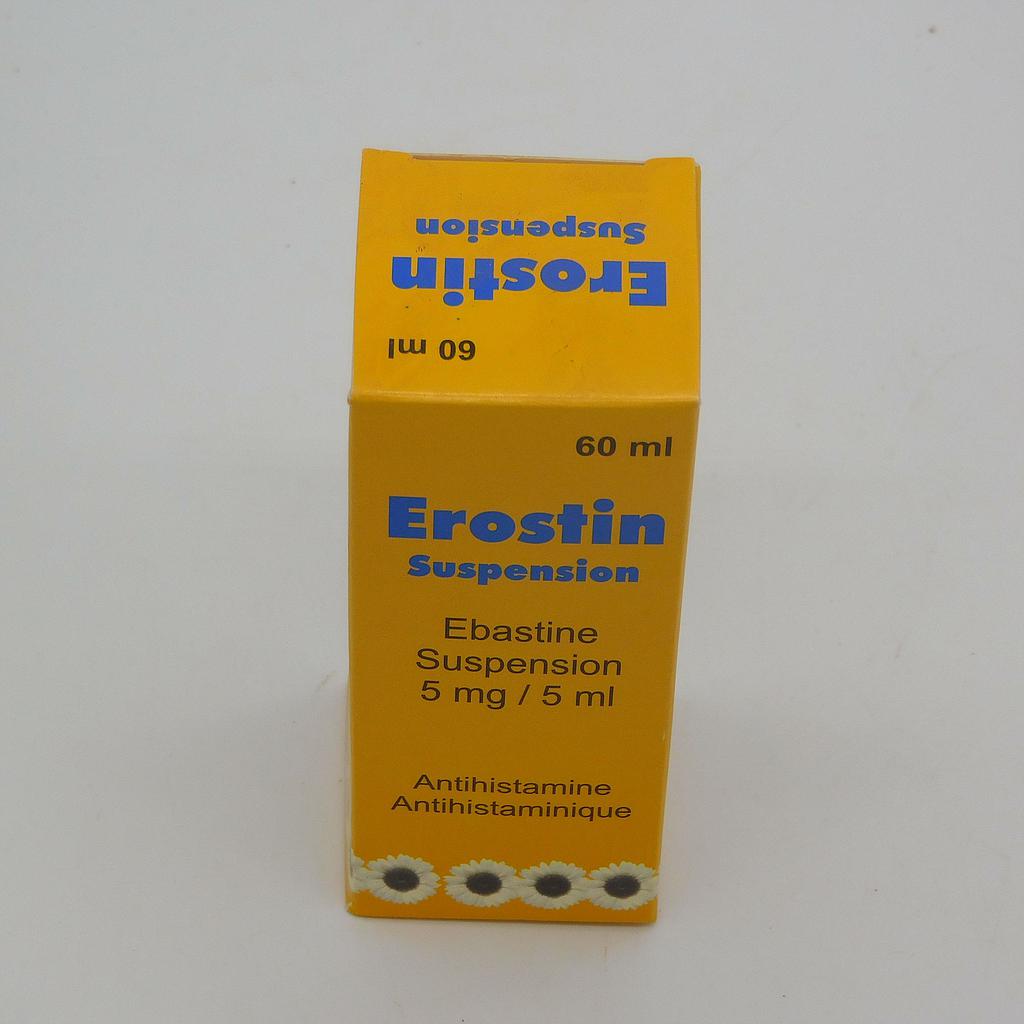 Erostin
Suspension
60 ml
60 ml
Erostin
Suspension
Ebastine
Suspension
5 mg / 5 ml
Antihistamine
Antihistaminique